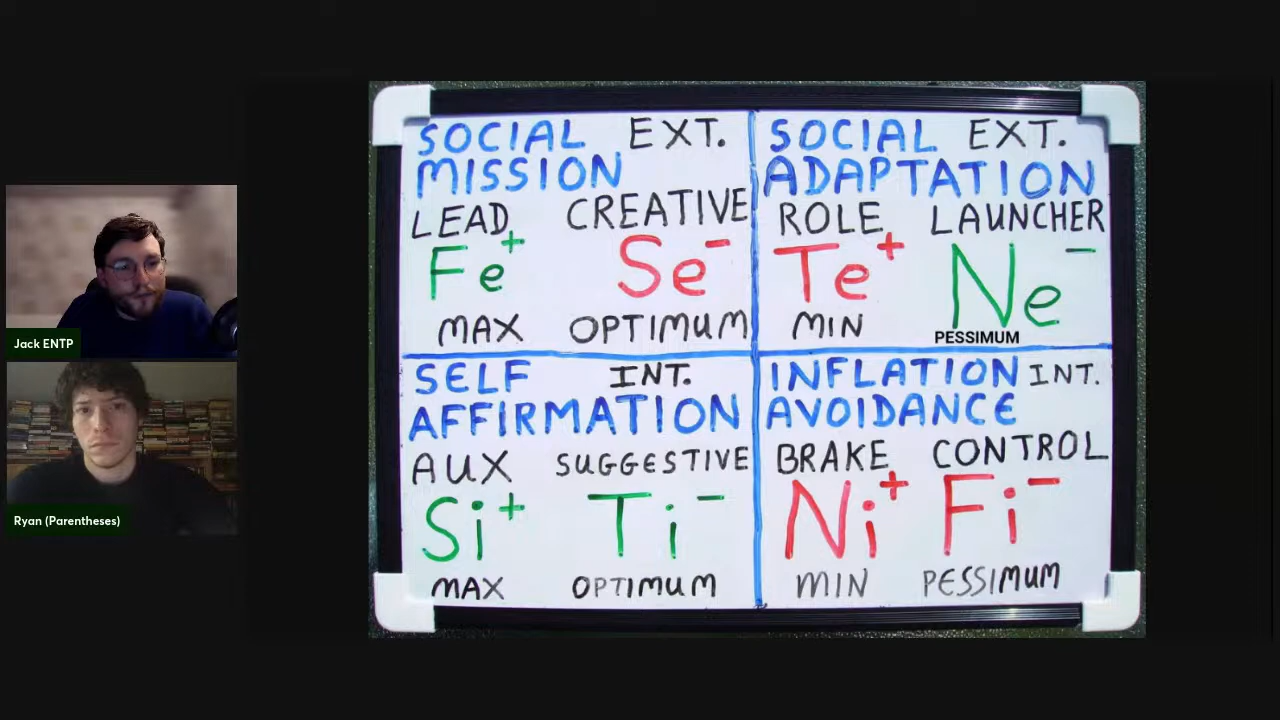 SOCIAL EXT.
MISSION
LEAD CREATIVE
Fe+ Se-
MAX OPTIMUM
SOCIAL EXT.
ADAPTATION
ROLE LAUNCHER
Te+ Ne-
MIN PESSIMUM
SELF INT.
AFFIRMATION
AUX SUGGESTIVE
Si+ Ti-
MAX OPTIMUM
INFLATION INT.
AVOIDANCE
BRAKE CONTROL
Ni+ Fi-
MIN PESSIMUM
Jack ENTP
Ryan (Parentheses)